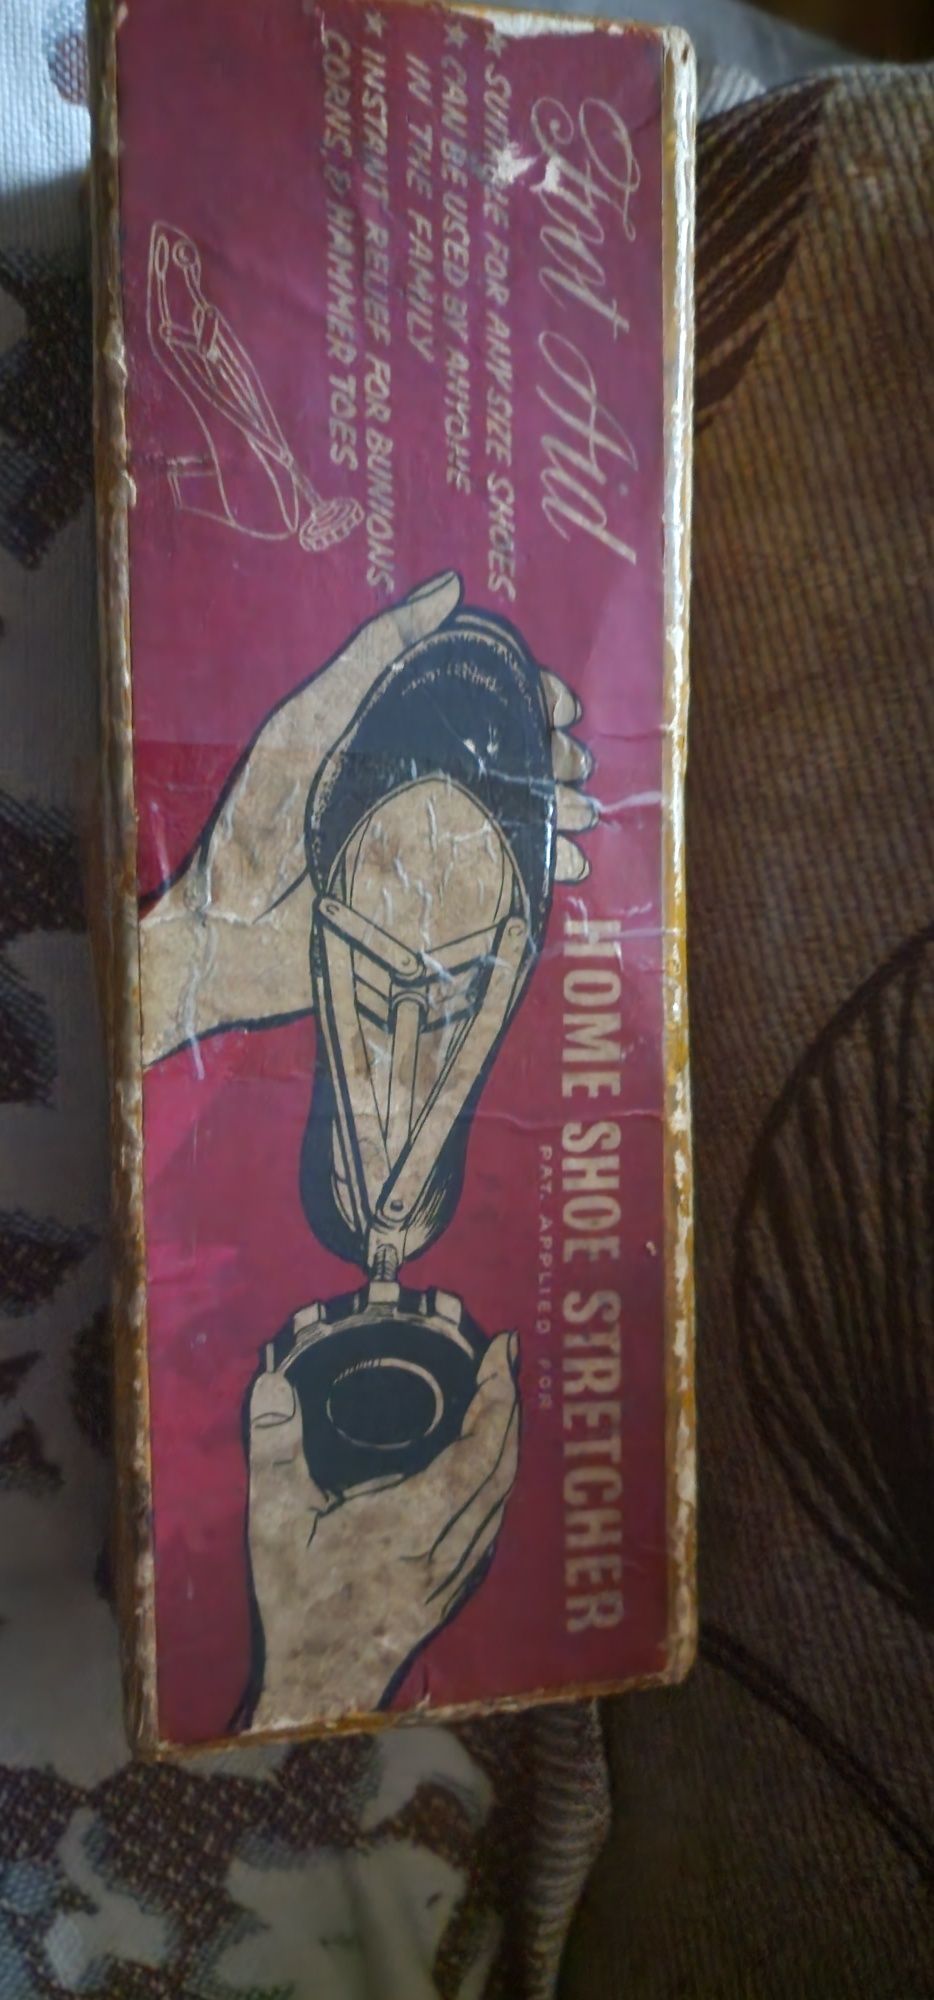 Foot Aid
HOME SHOE STRETCHER
PAT. APPLIED FOR
★ FOR ANY SIZE SHOES
★ CAN BE USED BY ANYONE
IN THE FAMILY
★ INSTANT RELIEF FOR BUNIONS
CORNS & HAMMER TOES